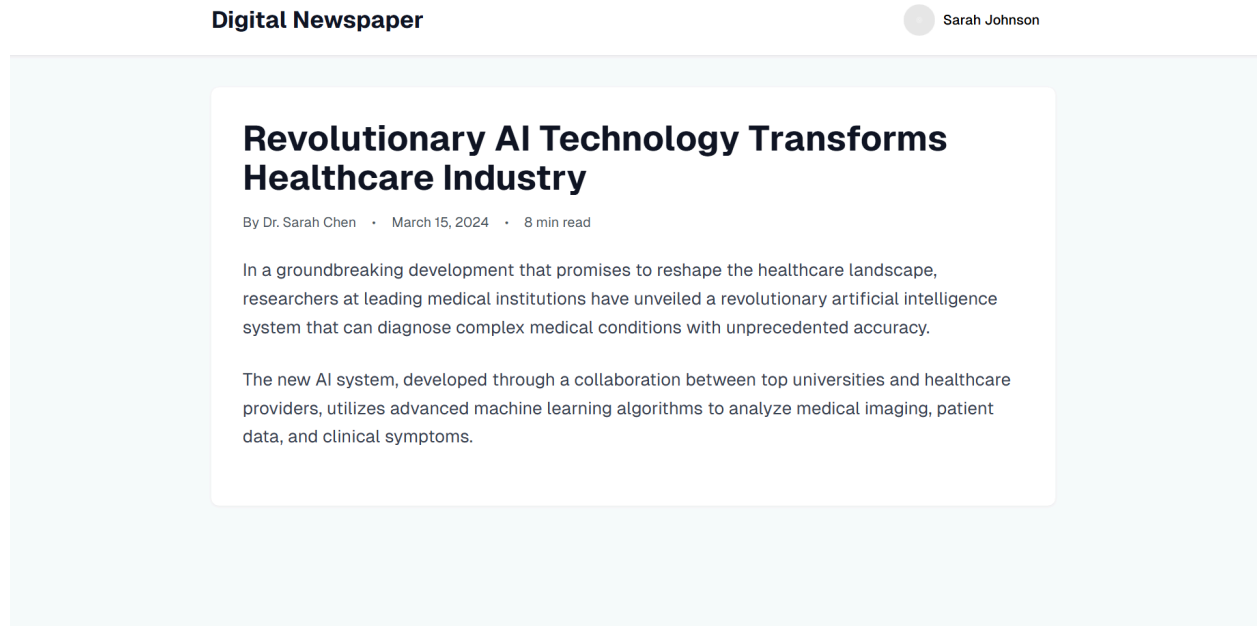 Digital Newspaper
Sarah Johnson
Revolutionary AI Technology Transforms
Healthcare Industry
By Dr. Sarah Chen • March 15, 2024 • 8 min read
In a groundbreaking development that promises to reshape the healthcare landscape,
researchers at leading medical institutions have unveiled a revolutionary artificial intelligence
system that can diagnose complex medical conditions with unprecedented accuracy.
The new AI system, developed through a collaboration between top universities and healthcare
providers, utilizes advanced machine learning algorithms to analyze medical imaging, patient
data, and clinical symptoms.